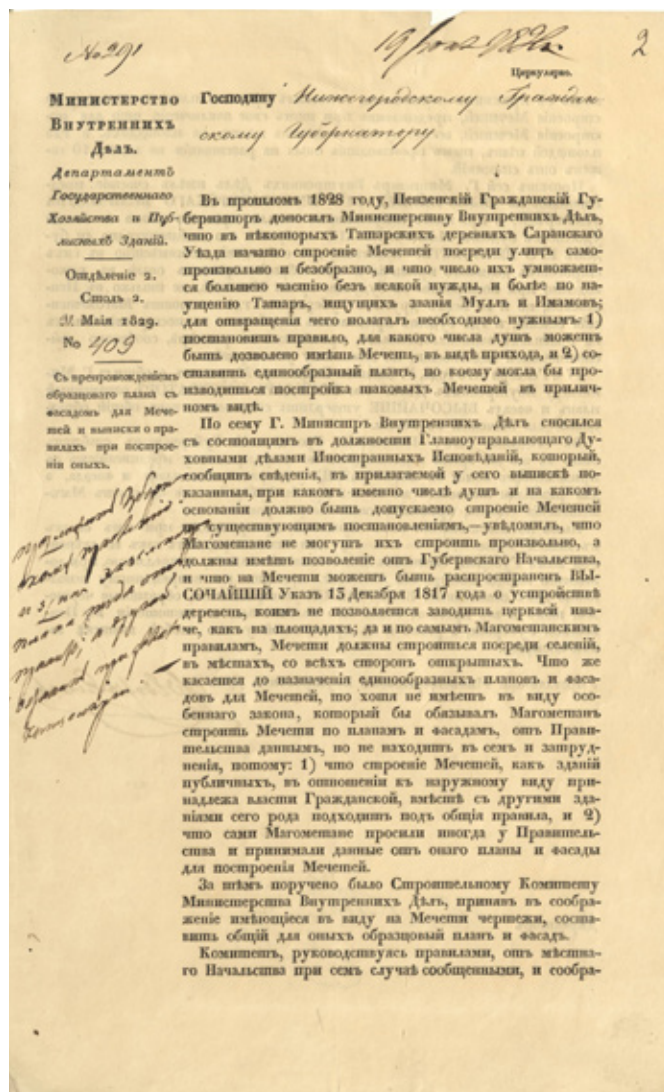 № 291
19
2
Циркулярно.
Министерство
Внутреннихъ
Дѣлъ.
Департаментъ
Государственнаго
Хозяйства и Пуб-
личныхъ Зданій.
Отдѣленіе 2.
Столъ 2.
31 Маія 1829.
No 409
Съ препровожденіемъ
образцоваго плана съ
фасадомъ для Мече-
тей и выписки о пра-
вилахъ при построе-
ніи оныхъ.
Господину Нижегородскому Граждан-
скому Губернатору.
Въ прошломъ 1828 году, Пензенскій Гражданскій Гу-
бернаторъ доносилъ Министерству Внутреннихъ Дѣлъ,
что въ нѣкоторыхъ Татарскихъ деревняхъ Саранскаго
Уѣзда начато строеніе Мечетей посреди улицъ само-
произвольно и безобразно, и что число ихъ умножает-
ся большею частію безъ всякой нужды, и болѣе по на-
ущенію Татаръ, ищущихъ званія Муллъ и Имамовъ;
для отвращенія чего полагалъ необходимо нужнымъ: 1)
постановить правило, для какого числа душъ можетъ
быть дозволено имѣть Мечеть, въ видѣ прихода, и 2) со-
ставить единообразный планъ, по коему могла бы про-
изводиться постройка таковыхъ Мечетей въ прилич-
номъ видѣ.
По сему Г. Министръ Внутреннихъ Дѣлъ сносился
съ состоящимъ въ должности Главноуправляющаго Ду-
ховными дѣлами Иностранныхъ Исповѣданій, который,
сообщивъ свѣденія, въ прилагаемой у сего выпискѣ по-
казанныя, при какомъ именно числѣ душъ и на какомъ
основаніи должно быть допускаемо строеніе Мечетей
по существующимъ постановленіямъ,—увѣдомилъ, что
Магометане не могутъ ихъ строить произвольно, а
должны имѣть позволеніе отъ Губернскаго Начальства,
и что на Мечети можетъ быть распространенъ ВЫ-
СОЧАЙШІЙ Указъ 13 Декабря 1817 года о устройствѣ
деревень, коимъ не позволяется заводить церквей ина-
че, какъ на площадяхъ; да и по самымъ Магометанскимъ
правиламъ, Мечети должны строиться посреди селеній,
въ мѣстахъ, со всѣхъ сторонъ открытыхъ. Что же
касается до назначенія единообразныхъ плановъ и фаса-
довъ для Мечетей, то хотя не имѣетъ въ виду осо-
беннаго закона, который бы обязывалъ Магометанъ
строить Мечети по планамъ и фасадамъ, отъ Прави-
тельства даннымъ, но не находитъ въ семъ и затруд-
ненія, потому: 1) что строеніе Мечетей, какъ зданій
публичныхъ, въ отношеніи къ наружному виду при-
надлежа власти Гражданской, вмѣстѣ съ другими зда-
ніями сего рода подходитъ подъ общія правила, и 2)
что сами Магометане просили иногда у Правитель-
ства и принимали данные отъ онаго планы и фасады
для построенія Мечетей.
За тѣмъ поручено было Строительному Комитету
Министерства Внутреннихъ Дѣлъ, принявъ въ сообра-
женіе имѣющіеся въ виду на Мечети чертежи, соста-
вить общій для оныхъ образцовый планъ и фасадъ.
Комитетъ, руководствуясь правилами, отъ мѣстна-
го Начальства при семъ случаѣ сообщенными, и сообра-